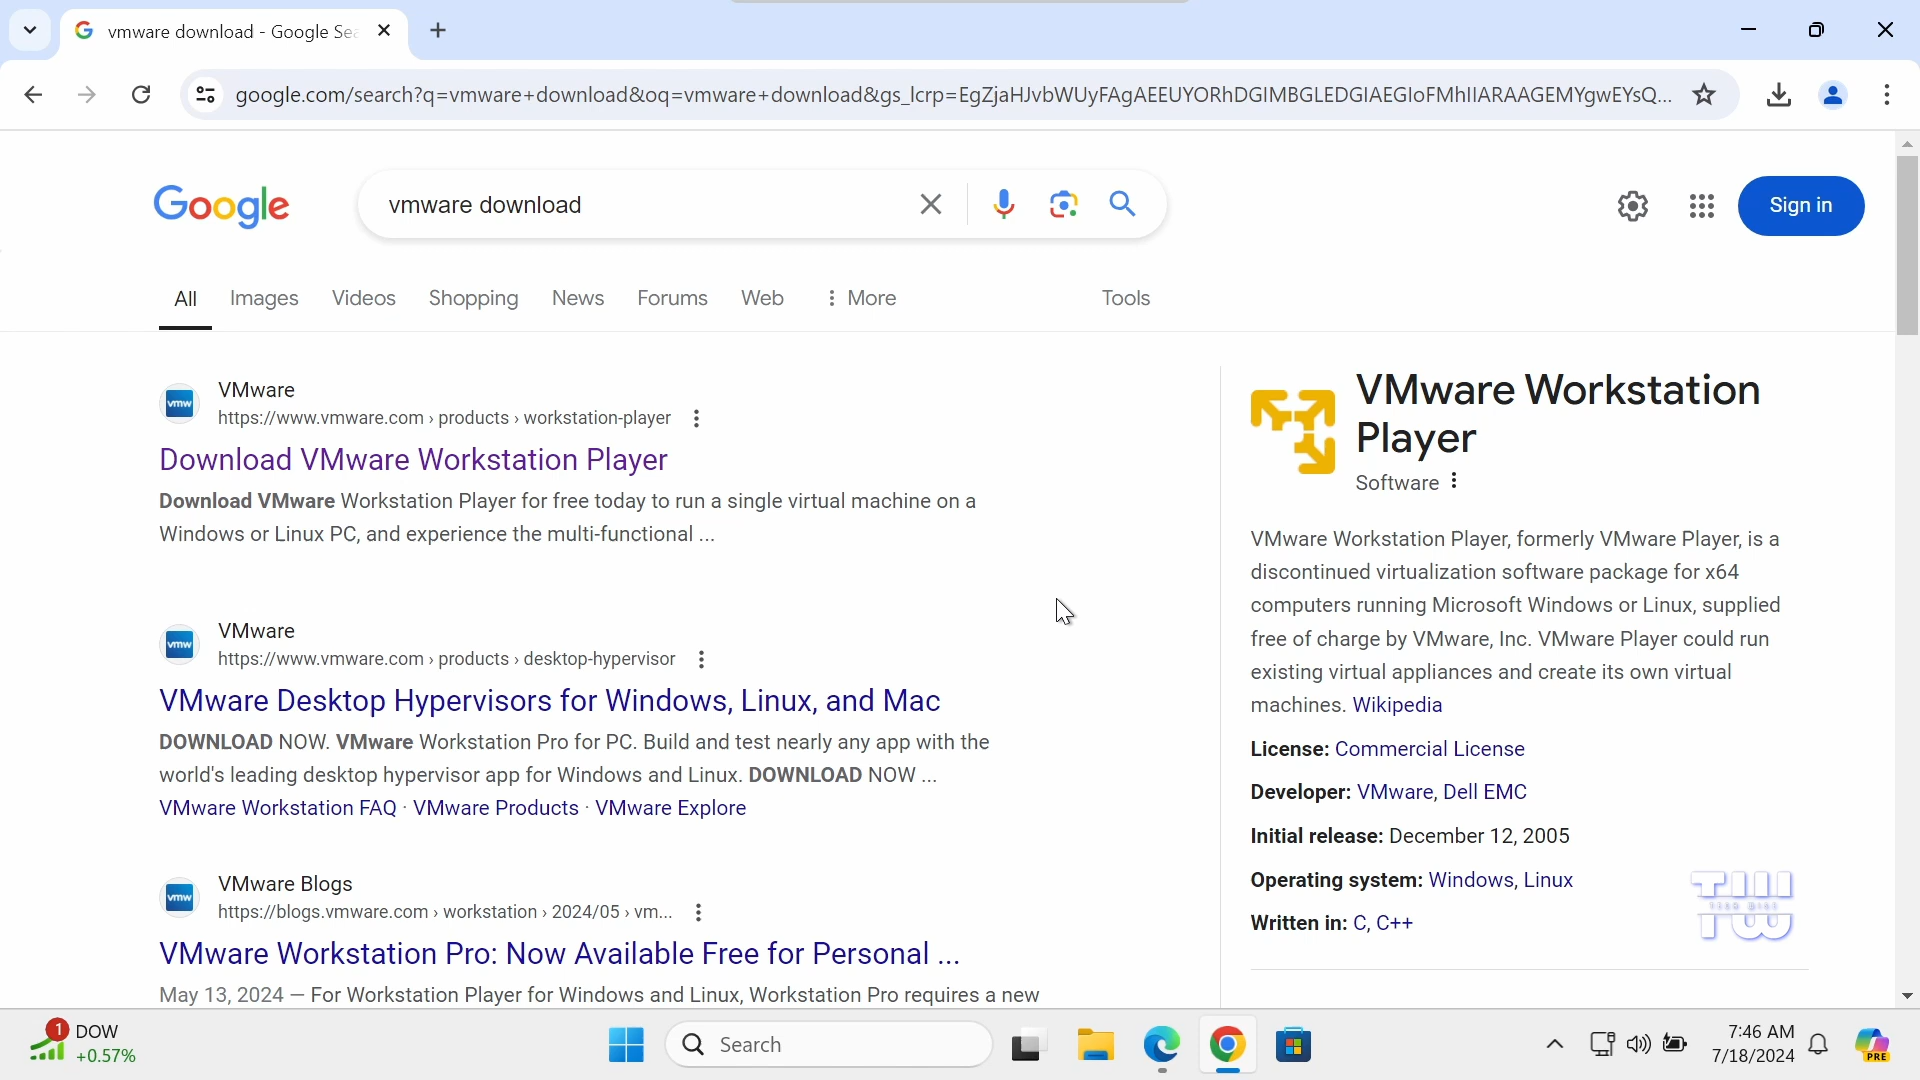 vmware download - Google Sea
google.com/search?q=vmware+download&oq=vmware+download&gs_lcrp=EgZjaHJvbWUyFAgAEEUYORhDGIMBGLEDGIAEGIoFMhIIARAAGEMYgwEYsQ...
Google
vmware download
Sign in
All Images Videos Shopping News Forums Web More Tools
VMware
https://www.vmware.com › products › workstation-player
Download VMware Workstation Player
Download VMware Workstation Player for free today to run a single virtual machine on a
Windows or Linux PC, and experience the multi-functional ...
VMware
https://www.vmware.com › products › desktop-hypervisor
VMware Desktop Hypervisors for Windows, Linux, and Mac
DOWNLOAD NOW. VMware Workstation Pro for PC. Build and test nearly any app with the
world's leading desktop hypervisor app for Windows and Linux. DOWNLOAD NOW ...
VMware Workstation FAQ · VMware Products · VMware Explore
VMware Blogs
https://blogs.vmware.com › workstation › 2024/05 › vm...
VMware Workstation Pro: Now Available Free for Personal ...
May 13, 2024 — For Workstation Player for Windows and Linux, Workstation Pro requires a new
VMware Workstation
Player
Software
VMware Workstation Player, formerly VMware Player, is a
discontinued virtualization software package for x64
computers running Microsoft Windows or Linux, supplied
free of charge by VMware, Inc. VMware Player could run
existing virtual appliances and create its own virtual
machines. Wikipedia
License: Commercial License
Developer: VMware, Dell EMC
Initial release: December 12, 2005
Operating system: Windows, Linux
Written in: C, C++
vmw
vmw
vmw
1
DOW
+0.57%
Search
7:46 AM
7/18/2024
PRE